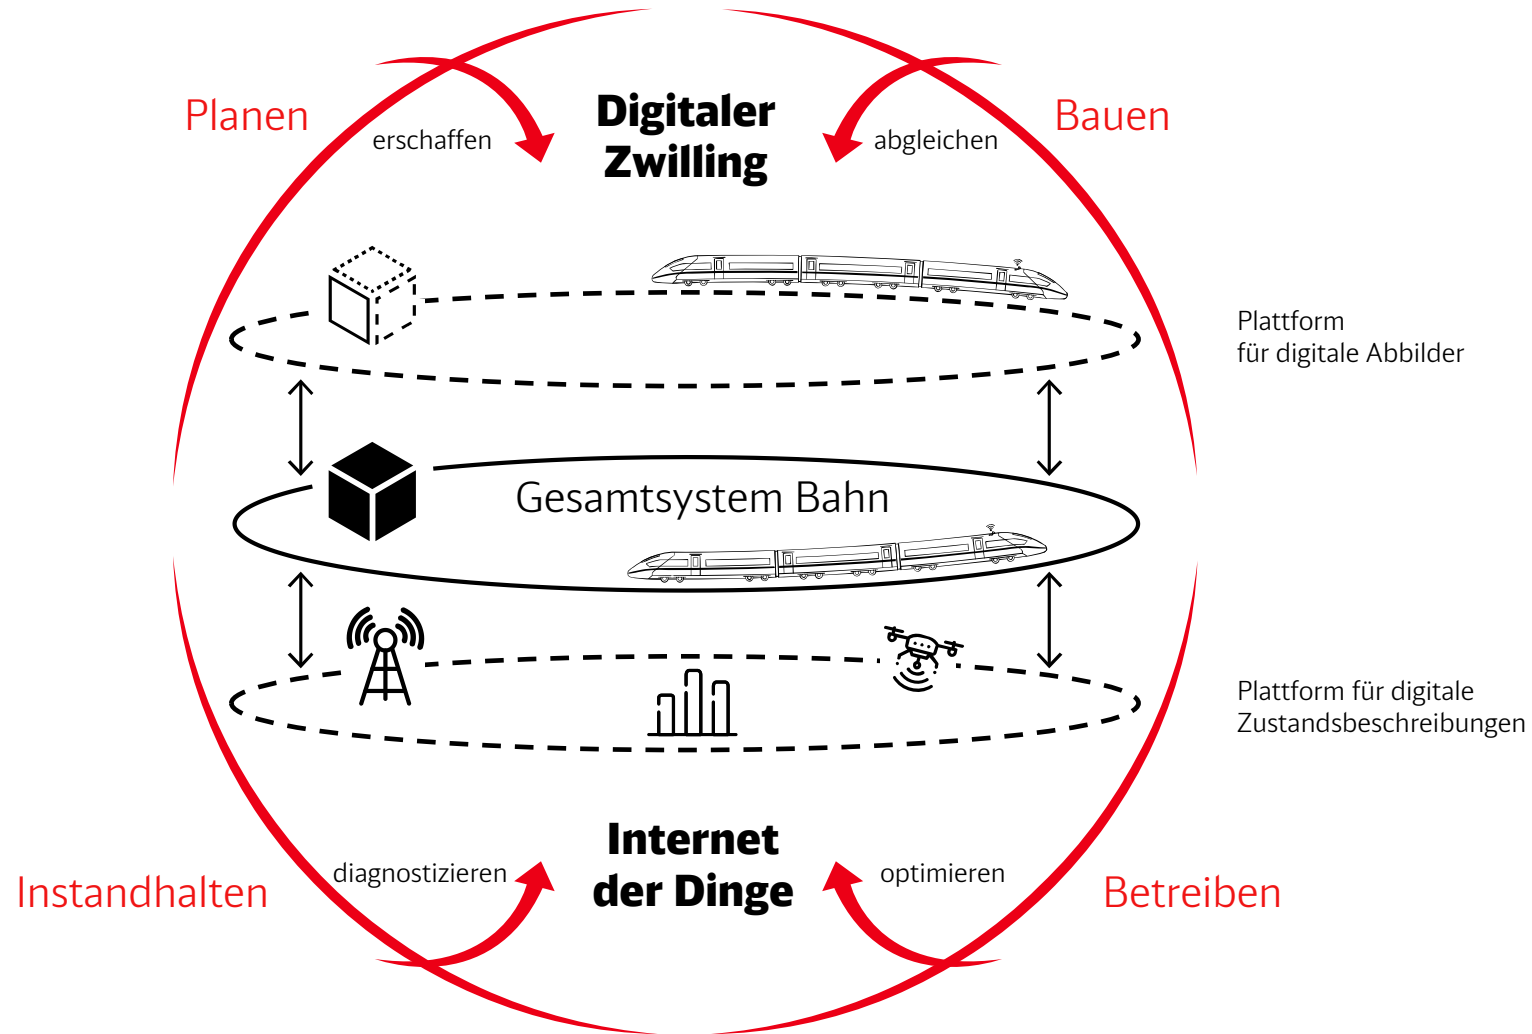 Digitaler
Zwilling
Planen
erschaffen
abgleichen
Bauen
Plattform
für digitale Abbilder
Gesamtsystem Bahn
Plattform für digitale
Zustandsbeschreibungen
Internet
der Dinge
Instandhalten
diagnostizieren
optimieren
Betreiben